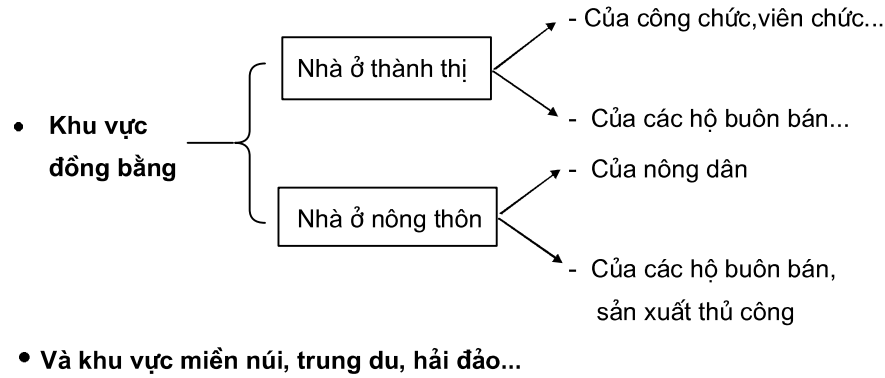 - Của công chức,viên chức...
Nhà ở thành thị
- Của các hộ buôn bán...
• Khu vực
đồng bằng
- Của nông dân
Nhà ở nông thôn
- Của các hộ buôn bán,
sản xuất thủ công
• Và khu vực miền núi, trung du, hải đảo...